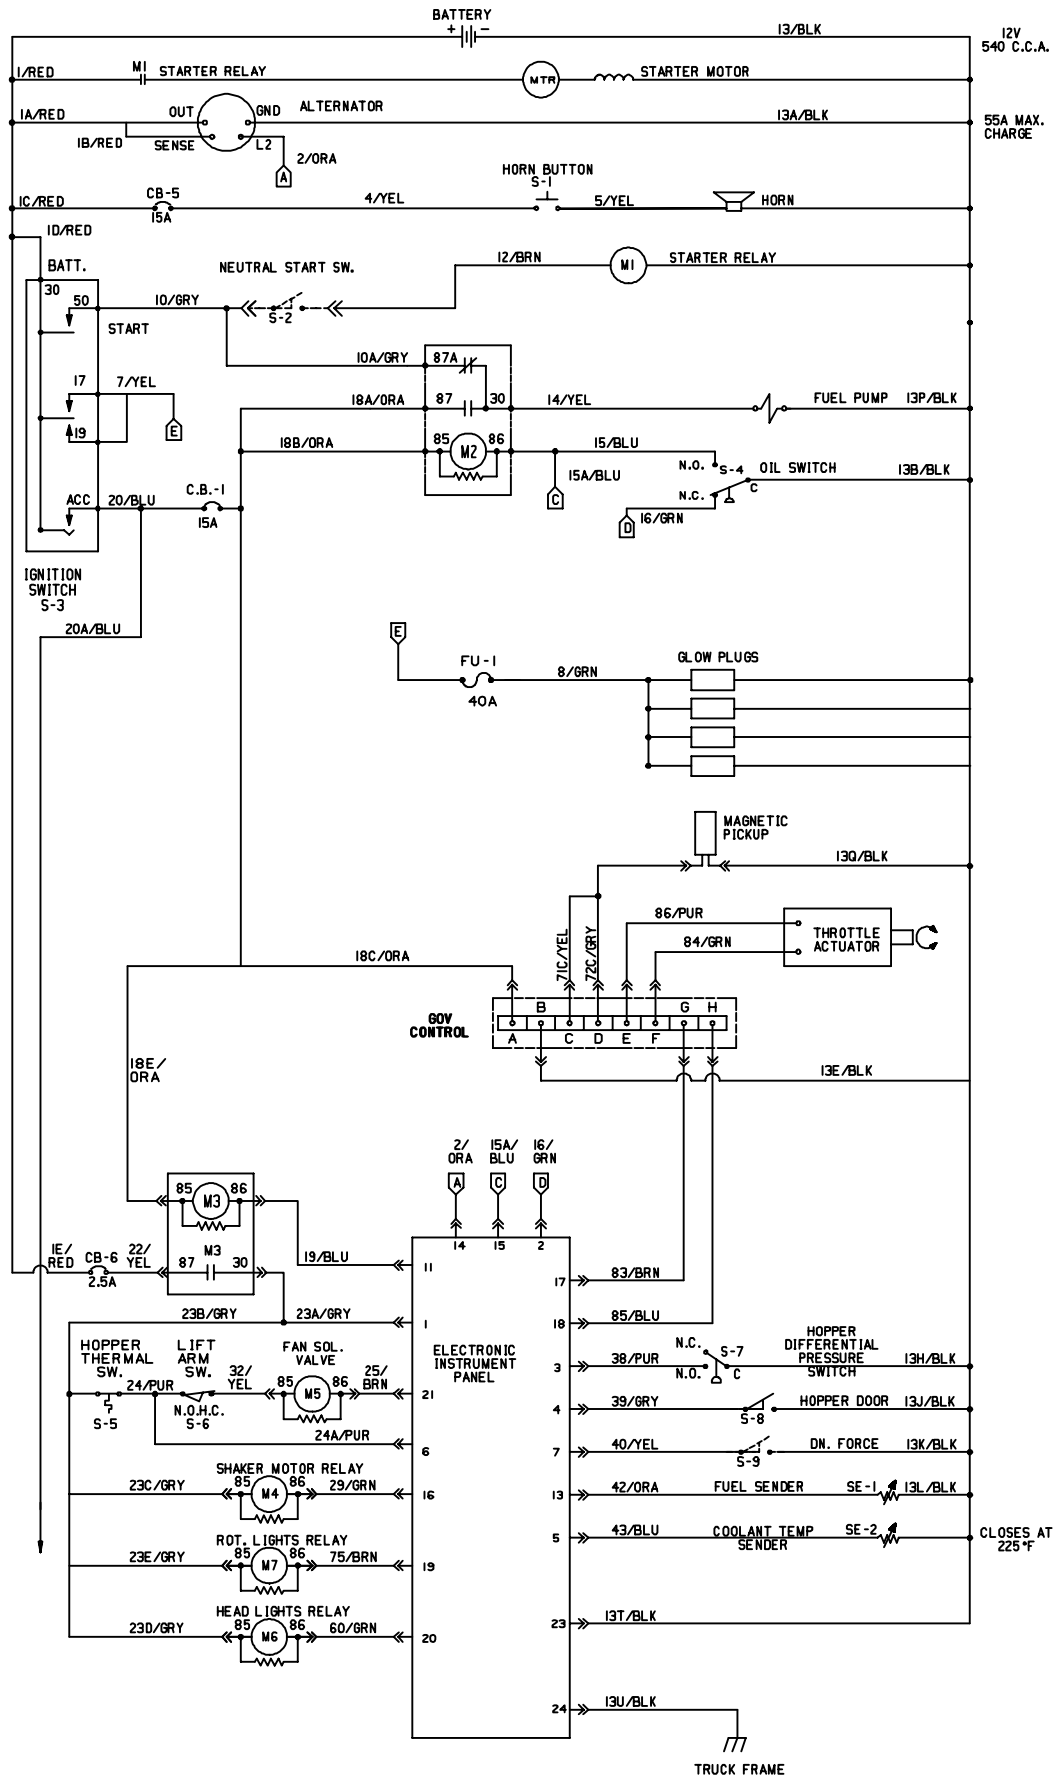 BATTERY
+ -
13/BLK
12V
540 C.C.A.
1/RED
M1
STARTER RELAY
MTR
STARTER MOTOR
1A/RED
OUT
GND
ALTERNATOR
13A/BLK
55A MAX.
CHARGE
1B/RED
SENSE
L2
2/ORA
A
HORN BUTTON
S-1
1C/RED
CB-5
15A
4/YEL
5/YEL
HORN
1D/RED
BATT.
30
50
10/GRY
START
NEUTRAL START SW.
S-2
12/BRN
M1
STARTER RELAY
10A/GRY
87A
17
7/YEL
19
E
18A/ORA
87
30
14/YEL
FUEL PUMP
13P/BLK
18B/ORA
85
M2
86
15/BLU
15A/BLU
C
N.O.
S-4
OIL SWITCH
13B/BLK
N.C.
C
16/GRN
D
ACC
20/BLU
C.B.-1
15A
IGNITION
SWITCH
S-3
20A/BLU
E
FU-1
40A
8/GRN
GLOW PLUGS
MAGNETIC
PICKUP
13Q/BLK
86/PUR
84/GRN
THROTTLE
ACTUATOR
71C/YEL
72C/GRY
18C/ORA
GOV
CONTROL
B
G
H
A
C
D
E
F
18E/
ORA
13E/BLK
2/
ORA
15A/
BLU
16/
GRN
A
C
D
14
15
2
85
M3
86
19/BLU
11
1E/
RED
CB-6
2.5A
22/
YEL
87
M3
30
17
83/BRN
23B/GRY
23A/GRY
1
18
85/BLU
ELECTRONIC
INSTRUMENT
PANEL
HOPPER
THERMAL
SW.
24/PUR
S-5
LIFT
ARM
SW.
N.O.H.C.
S-6
32/
YEL
FAN SOL.
VALVE
85
M5
86
25/
BRN
21
3
38/PUR
N.C.
N.O.
S-7
C
HOPPER
DIFFERENTIAL
PRESSURE
SWITCH
13H/BLK
4
39/GRY
S-8
HOPPER DOOR
13J/BLK
24A/PUR
6
7
40/YEL
S-9
DN. FORCE
13K/BLK
SHAKER MOTOR RELAY
23C/GRY
85
M4
86
29/GRN
16
13
42/ORA
FUEL SENDER
SE-1
13L/BLK
5
43/BLU
COOLANT TEMP
SENDER
SE-2
CLOSES AT
225°F
ROT. LIGHTS RELAY
23E/GRY
85
M7
86
75/BRN
19
HEAD LIGHTS RELAY
23D/GRY
85
M6
86
60/GRN
20
23
13T/BLK
24
13U/BLK
TRUCK FRAME